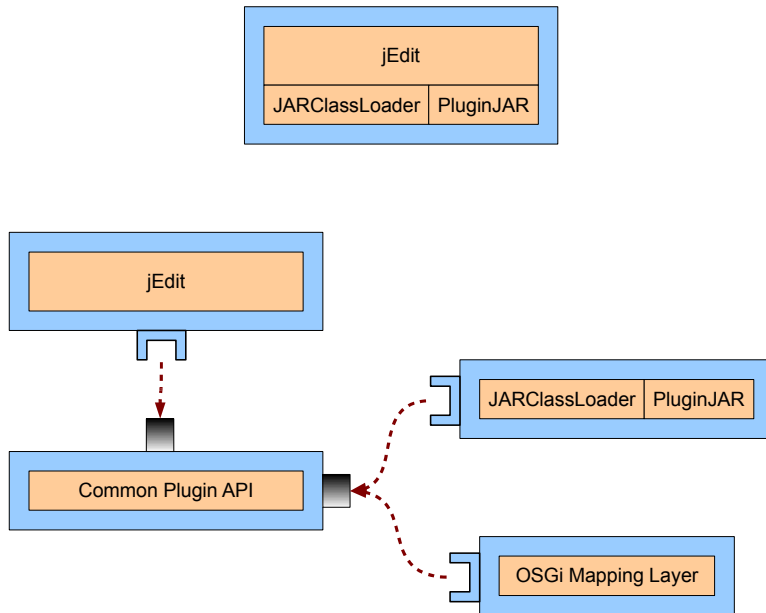 jEdit
JARClassLoader PluginJAR
jEdit
JARClassLoader PluginJAR
Common Plugin API
OSGi Mapping Layer